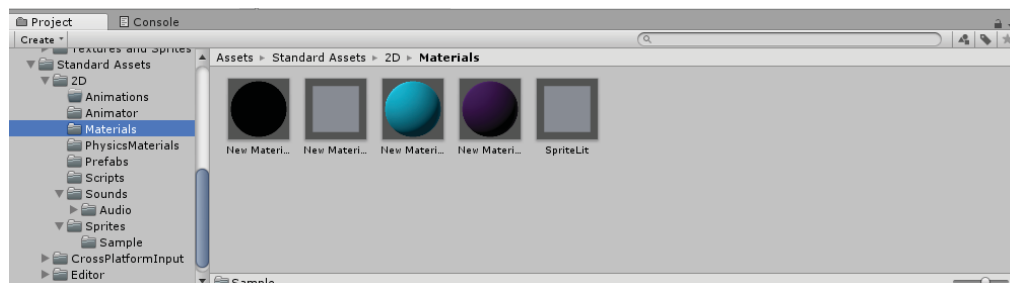 Project
Console
Create
Textures and Sprites
Standard Assets
2D
Animations
Animator
Materials
PhysicsMaterials
Prefabs
Scripts
Sounds
Audio
Sprites
Sample
CrossPlatformInput
Editor
Assets ▸ Standard Assets ▸ 2D ▸ Materials
New Materi... New Materi... New Materi... New Materi... SpriteLit
Sample